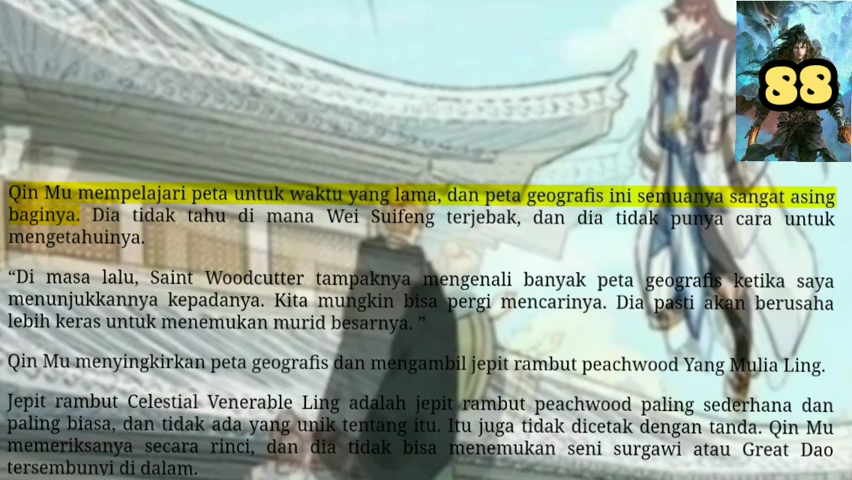 88
Qin Mu mempelajari peta untuk waktu yang lama, dan peta geografis ini semuanya sangat asing
baginya. Dia tidak tahu di mana Wei Suifeng terjebak, dan dia tidak punya cara untuk
mengetahuinya.
“Di masa lalu, Saint Woodcutter tampaknya mengenali banyak peta geografis ketika saya
menunjukkannya kepadanya. Kita mungkin bisa pergi mencarinya. Dia pasti akan berusaha
lebih keras untuk menemukan murid besarnya. ”
Qin Mu menyingkirkan peta geografis dan mengambil jepit rambut peachwood Yang Mulia Ling.
Jepit rambut Celestial Venerable Ling adalah jepit rambut peachwood paling sederhana dan
paling biasa, dan tidak ada yang unik tentang itu. Itu juga tidak dicetak dengan tanda. Qin Mu
memeriksanya secara rinci, dan dia tidak bisa menemukan seni surgawi atau Great Dao
tersembunyi di dalam.